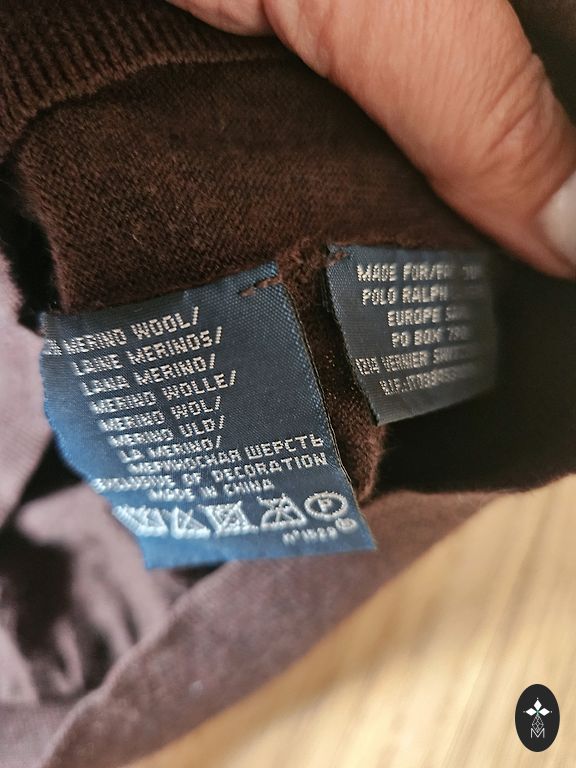 MERINO WOOL/
LAINE MERINOS/
LANA MERINO/
MERINO WOLLE/
MERINO WOL/
MERINO ULD/
LA MERINO/
МЕРИНОСНАЯ ШЕРСТЬ
EXCLUSIVE OF DECORATION
MADE IN CHINA
P
MADE FOR/
POLO RALPH
EUROPE
PO BOX
M